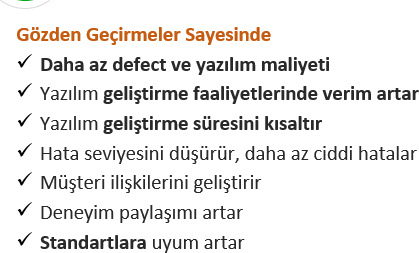 Gözden Geçirmeler Sayesinde
✓ Daha az defect ve yazılım maliyeti
✓ Yazılım geliştirme faaliyetlerinde verim artar
✓ Yazılım geliştirme süresini kısaltır
✓ Hata seviyesini düşürür, daha az ciddi hatalar
✓ Müşteri ilişkilerini geliştirir
✓ Deneyim paylaşımı artar
✓ Standartlara uyum artar